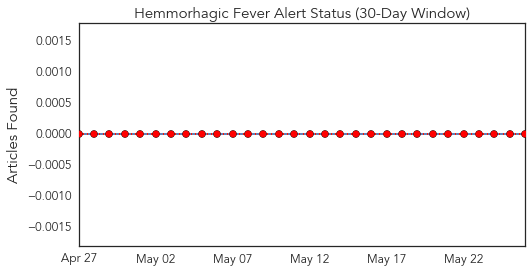 Hemmorhagic Fever Alert Status (30-Day Window)
Articles Found
0.0015
0.0010
0.0005
0.0000
−0.0005
−0.0010
−0.0015
Apr 27 May 02 May 07 May 12 May 17 May 22